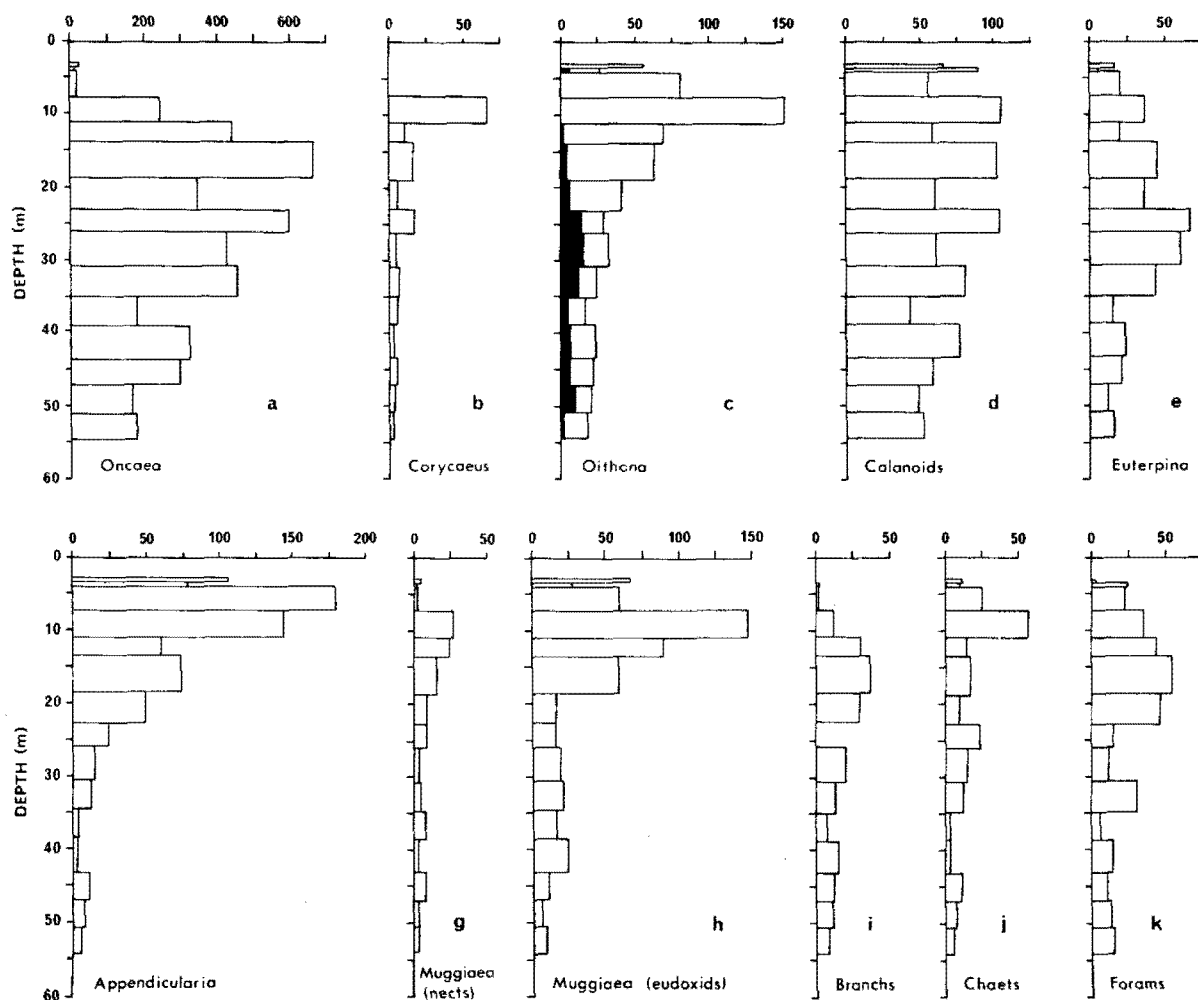 0 200 400 600
0 50
0 50 100 150
0 50 100
0 50
0
10
20
30
40
50
60
DEPTH (m)
a
b
c
d
e
Oncaea
Corycaeus
Oithona
Calanoids
Euterpina
0 50 100 150 200
0 25 50
0 50 100 150
0 25 50
0 50
0 50
0
10
20
30
40
50
60
DEPTH (m)
g
h
i
j
k
Appendicularia
Muggiaea
(nects)
Muggiaea (eudoxids)
Branchs
Chaets
Forams